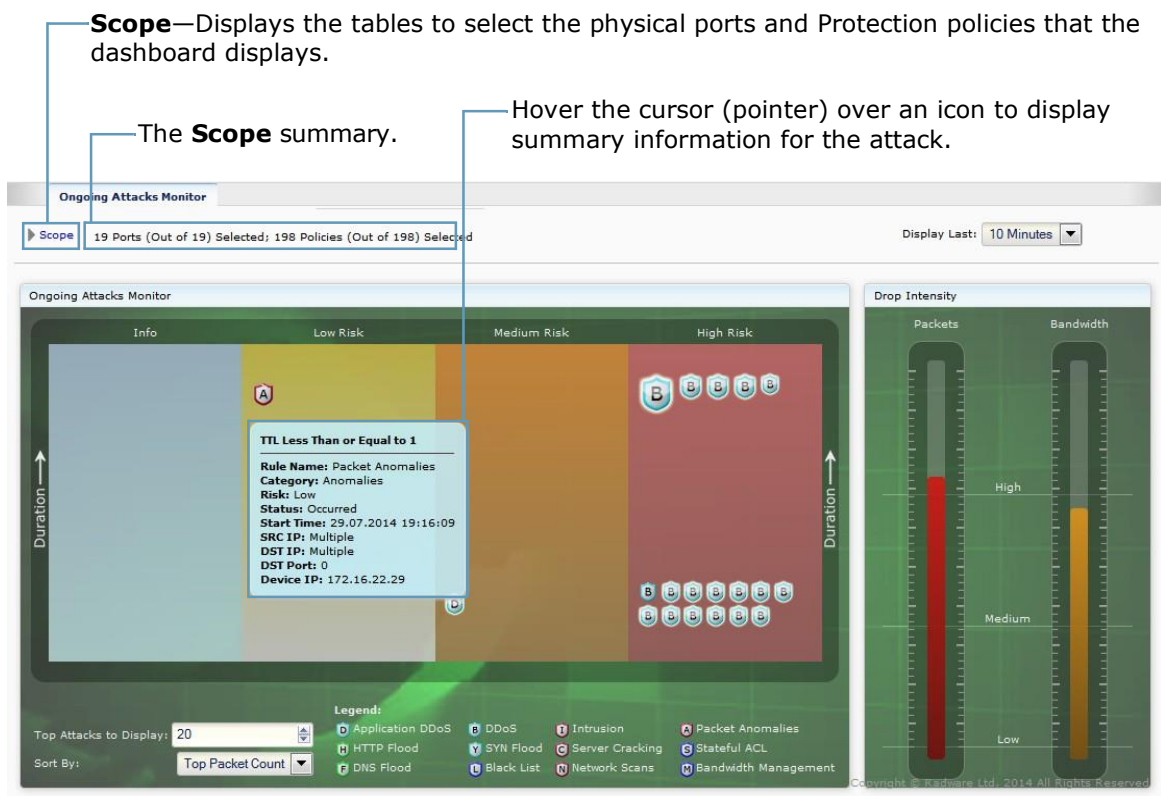 Scope—Displays the tables to select the physical ports and Protection policies that the
dashboard displays.
The Scope summary.
Hover the cursor (pointer) over an icon to display
summary information for the attack.
Ongoing Attacks Monitor
Scope
19 Ports (Out of 19) Selected; 198 Policies (Out of 198) Selected
Display Last: 10 Minutes
Ongoing Attacks Monitor
Info
Low Risk
Medium Risk
High Risk
Duration
A
B B B B B
TTL Less Than or Equal to 1
Rule Name: Packet Anomalies
Category: Anomalies
Risk: Low
Status: Occurred
Start Time: 29.07.2014 19:16:09
SRC IP: Multiple
DST IP: Multiple
DST Port: 0
Device IP: 172.16.22.29
B B B B B B B
B B B B B B
Duration
Top Attacks to Display: 20
Sort By: Top Packet Count
Legend:
D Application DDoS
B DDoS
I Intrusion
A Packet Anomalies
H HTTP Flood
Y SYN Flood
C Server Cracking
S Stateful ACL
F DNS Flood
L Black List
N Network Scans
M Bandwidth Management
Drop Intensity
Packets
Bandwidth
High
Medium
Low
Copyright © Radware Ltd. 2014 All Rights Reserved